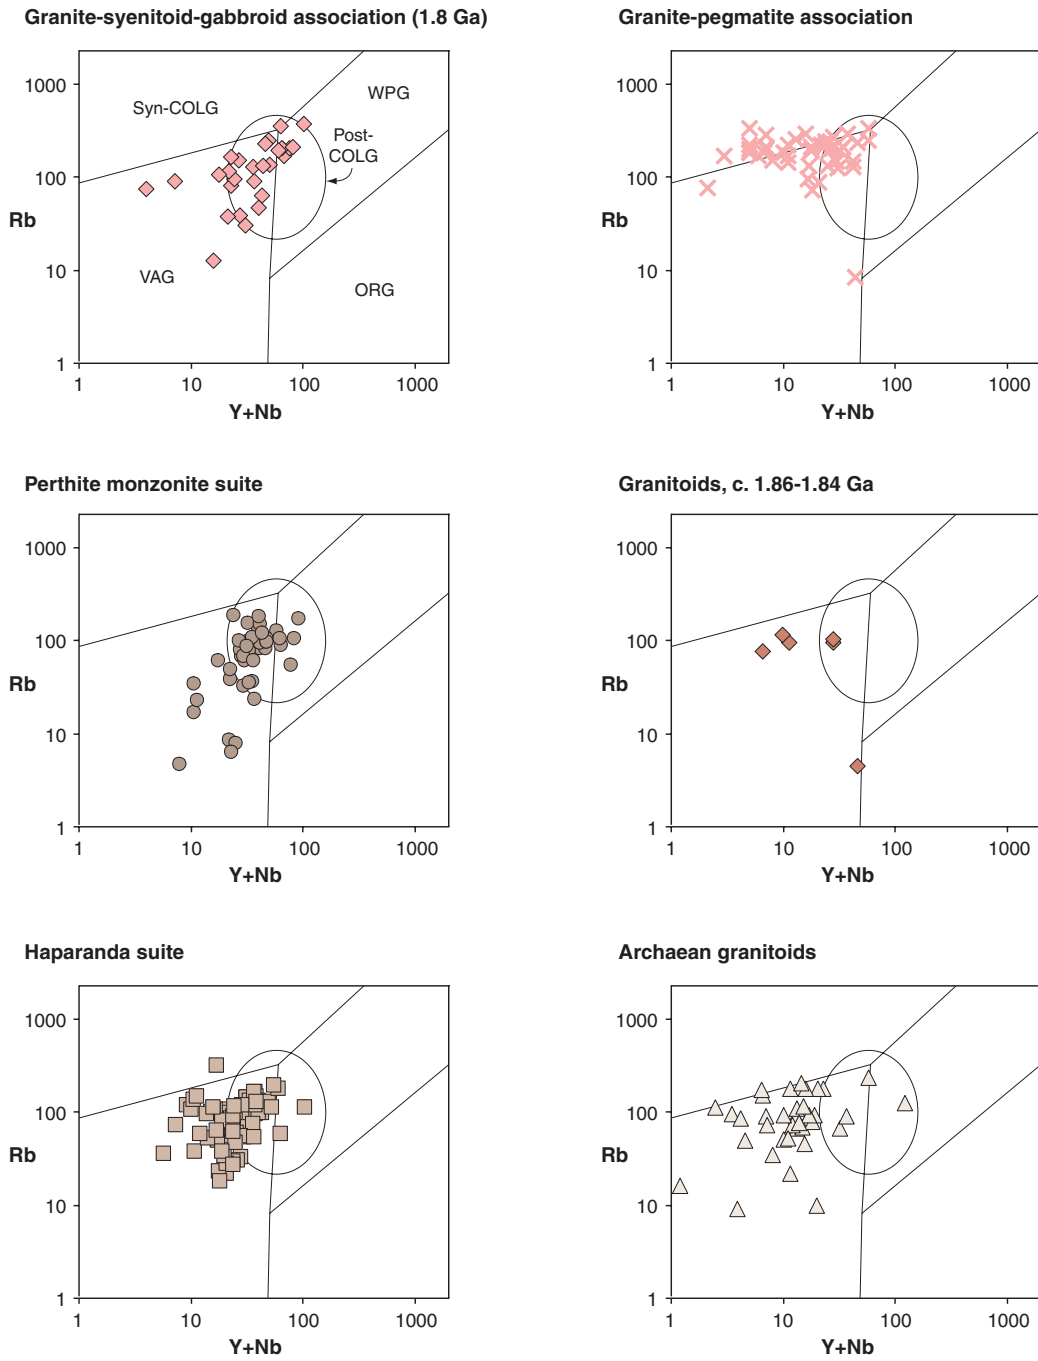 Granite-syenitoid-gabbroid association (1.8 Ga)
1000
100
10
1
Rb
Syn-COLG
WPG
Post-
COLG
VAG
ORG
1 10 100 1000
Y+Nb
Granite-pegmatite association
1000
100
10
1
Rb
1 10 100 1000
Y+Nb
Perthite monzonite suite
1000
100
10
1
Rb
1 10 100 1000
Y+Nb
Granitoids, c. 1.86-1.84 Ga
1000
100
10
1
Rb
1 10 100 1000
Y+Nb
Haparanda suite
1000
100
10
1
Rb
1 10 100 1000
Y+Nb
Archaean granitoids
1000
100
10
1
Rb
1 10 100 1000
Y+Nb